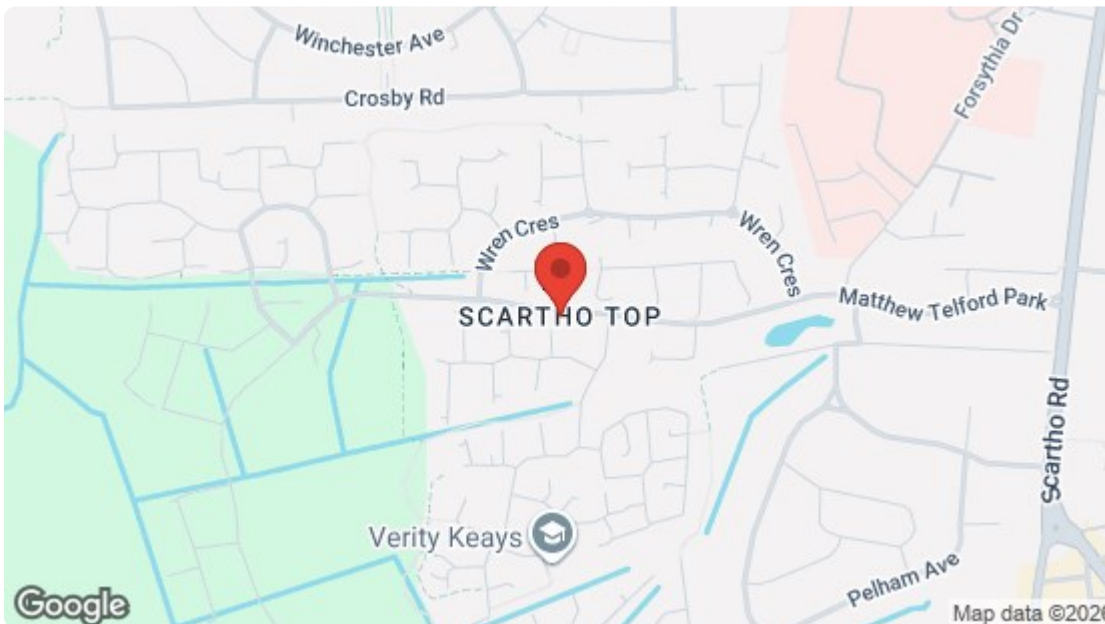 Winchester Ave
Forsythia Dr
Crosby Rd
Wren Cres
Wren Cres
Matthew Telford Park
SCARTHO TOP
Scartho Rd
Verity Keays
Pelham Ave
Google
Map data ©2026